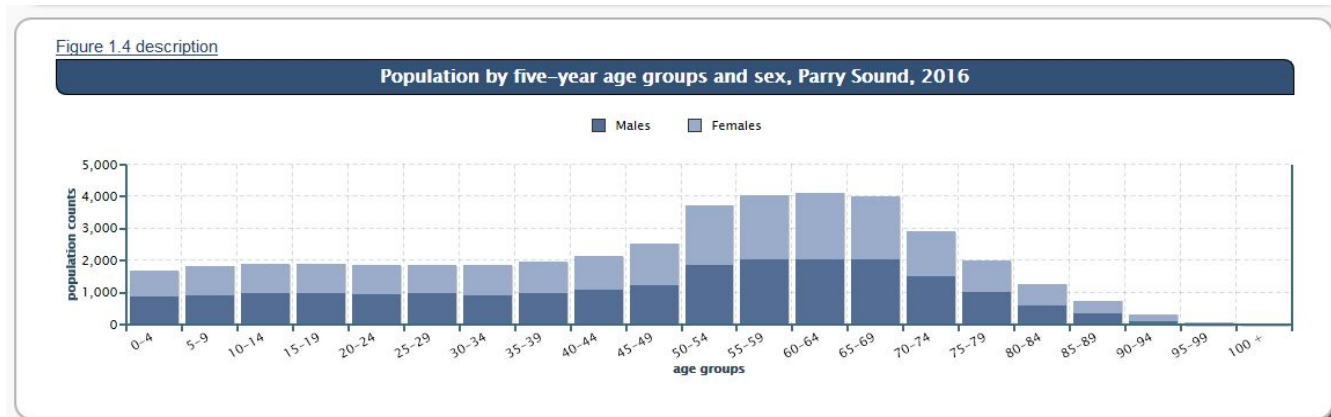 Figure 1.4 description
Population by five-year age groups and sex, Parry Sound, 2016
Males Females
population counts
5,000
4,000
3,000
2,000
1,000
0
0-4 5-9 10-14 15-19 20-24 25-29 30-34 35-39 40-44 45-49 50-54 55-59 60-64 65-69 70-74 75-79 80-84 85-89 90-94 95-99 100 +
age groups